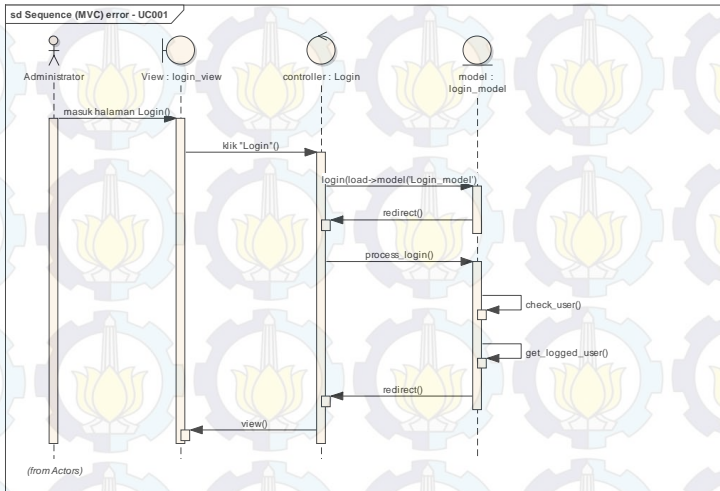 sd Sequence (MVC) error - UC001
Administrator
View : login_view
controller : Login
model :
login_model
masuk halaman Login()
klik "Login"()
login(load->model('Login_model')
redirect()
process_login()
check_user()
get_logged_user()
redirect()
view()
(from Actors)